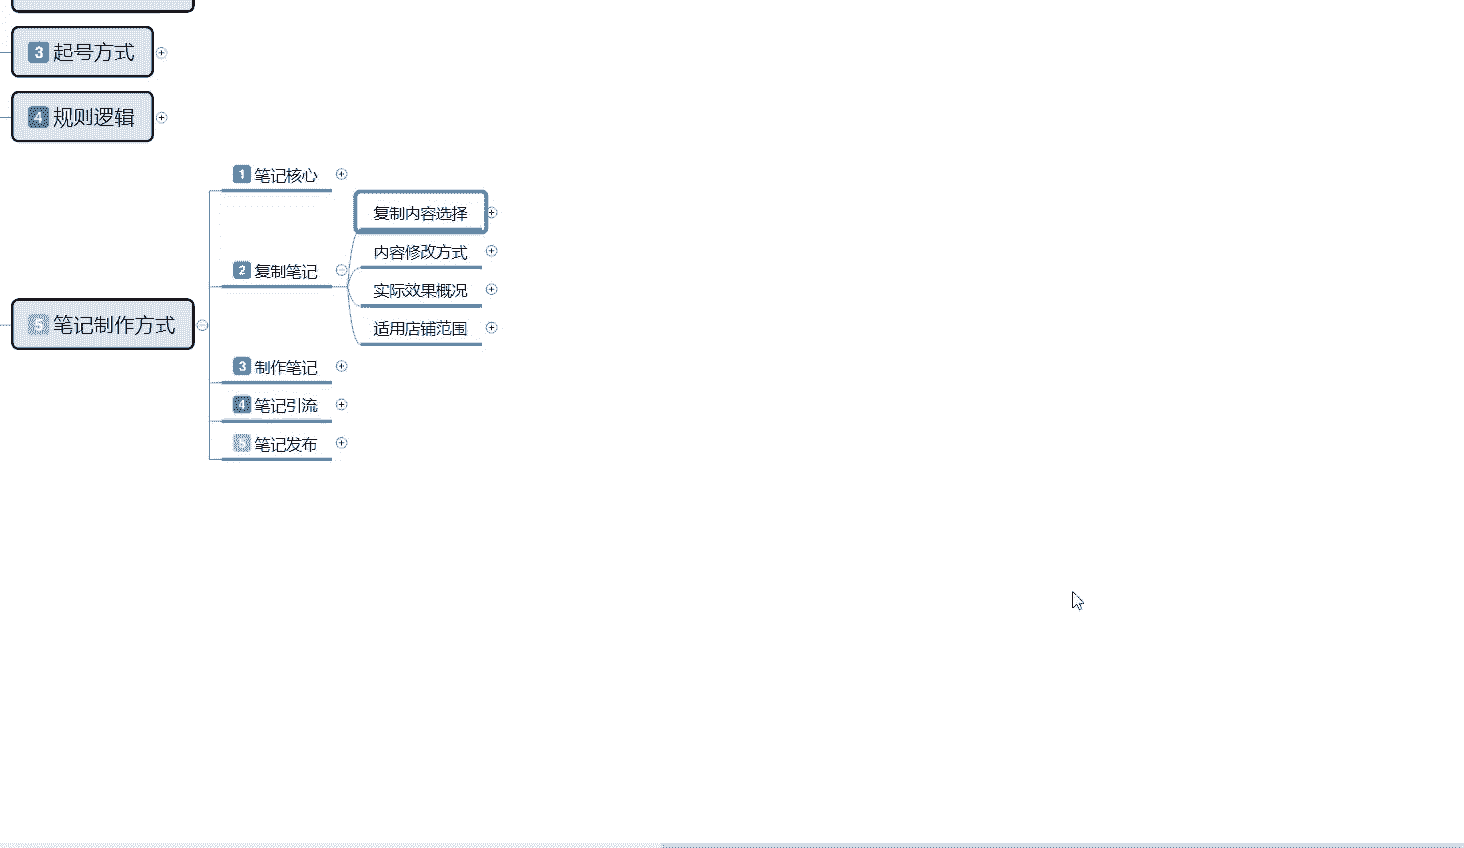 3 起号方式
4 规则逻辑
1 笔记核心
复制内容选择
内容修改方式
2 复制笔记
实际效果概况
适用店铺范围
5 笔记制作方式
3 制作笔记
4 笔记引流
5 笔记发布